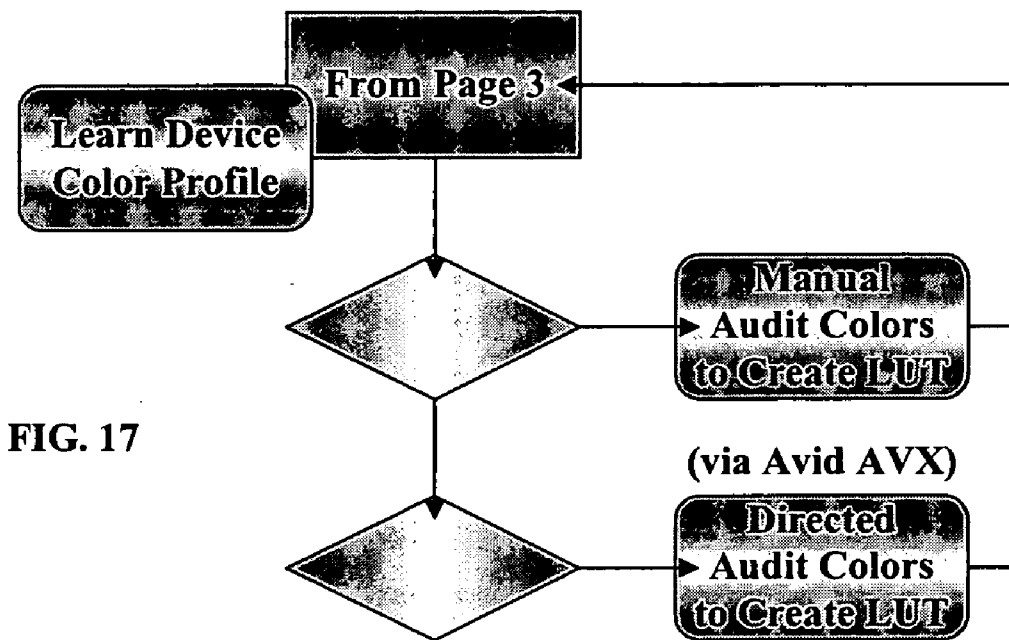 From Page 3
Learn Device
Color Profile
Manual
Audit Colors
to Create LUT
FIG. 17
(via Avid AVX)
Directed
Audit Colors
to Create LUT